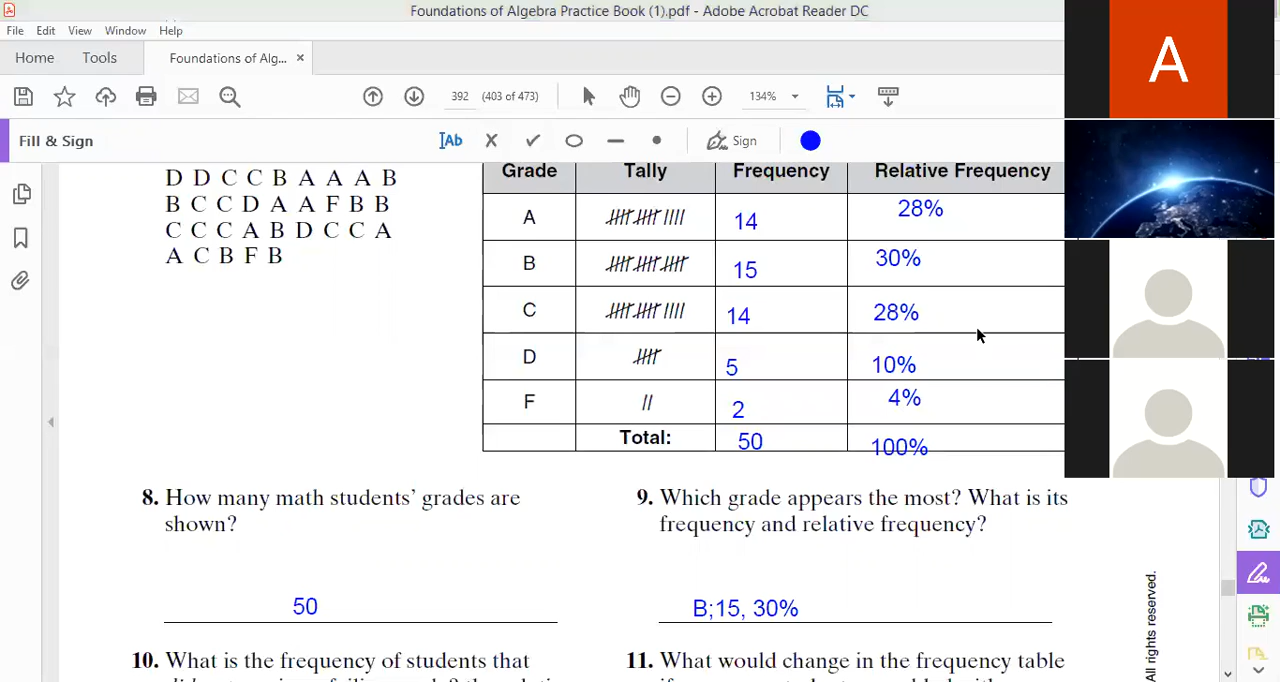 Foundations of Algebra Practice Book (1).pdf - Adobe Acrobat Reader DC
File Edit View Window Help
Home Tools Foundations of Alg... ×
392 (403 of 473) 134%
Fill & Sign Ab Sign
A
D D C C B A A A B
B C C D A A F B B
C C C A B D C C A
A C B F B
Grade Tally Frequency Relative Frequency
A 14 28%
B 15 30%
C 14 28%
D 5 10%
F 2 4%
Total: 50 100%
8. How many math students' grades are
shown?
50
9. Which grade appears the most? What is its
frequency and relative frequency?
B;15, 30%
10. What is the frequency of students that
11. What would change in the frequency table
All rights reserved.